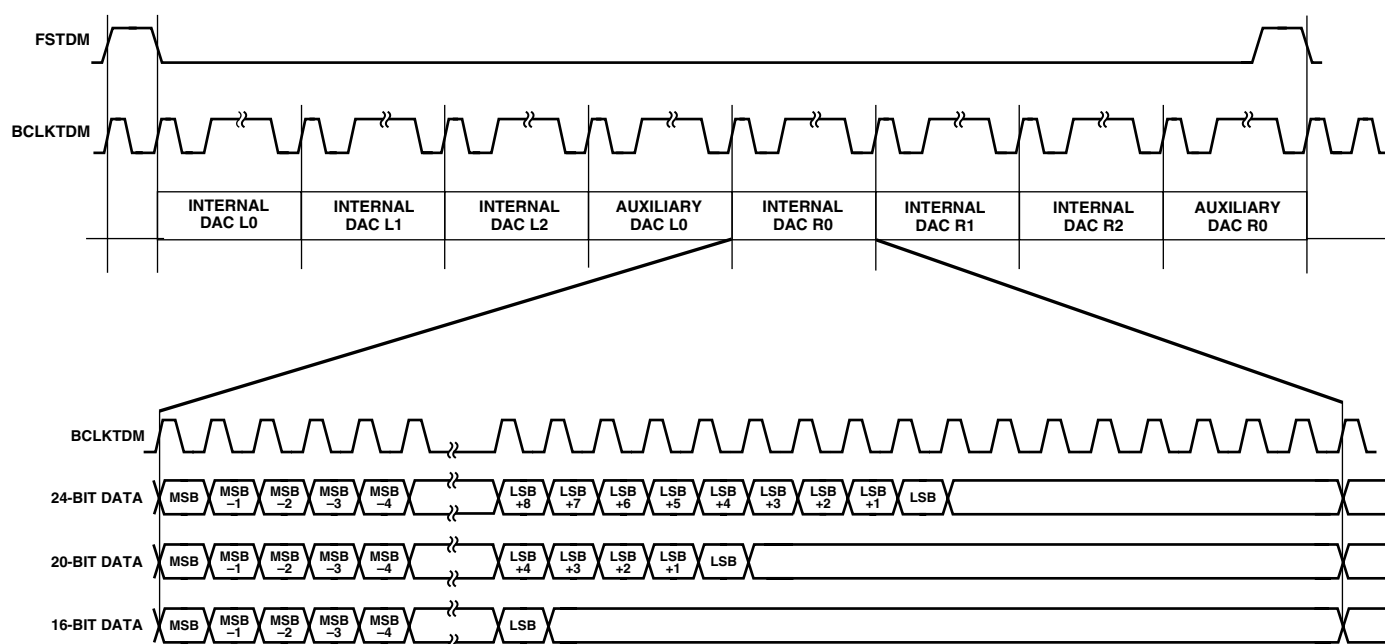 FSTDM
BCLKTDM
INTERNAL DAC L0
INTERNAL DAC L1
INTERNAL DAC L2
AUXILIARY DAC L0
INTERNAL DAC R0
INTERNAL DAC R1
INTERNAL DAC R2
AUXILIARY DAC R0
BCLKTDM
24-BIT DATA MSB MSB –1 MSB –2 MSB –3 MSB –4 LSB +8 LSB +7 LSB +6 LSB +5 LSB +4 LSB +3 LSB +2 LSB +1 LSB
20-BIT DATA MSB MSB –1 MSB –2 MSB –3 MSB –4 LSB +4 LSB +3 LSB +2 LSB +1 LSB
16-BIT DATA MSB MSB –1 MSB –2 MSB –3 MSB –4 LSB